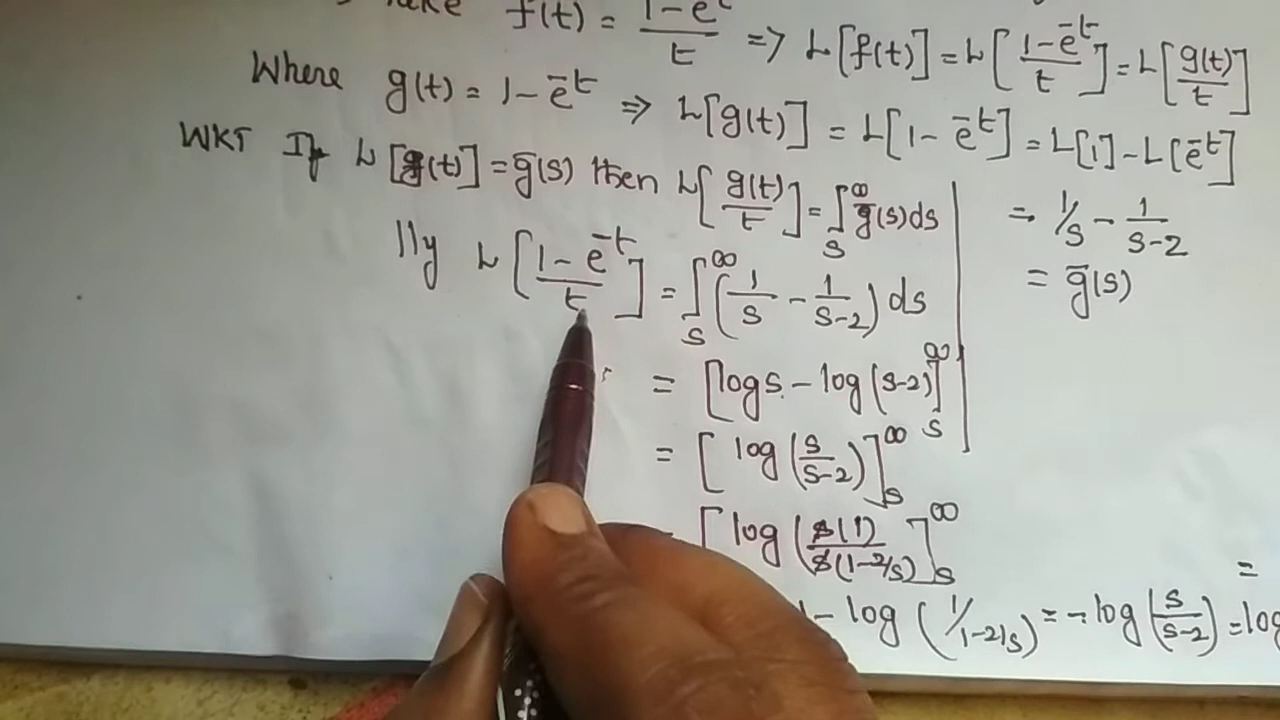 Take f(t) = 1-e^t / t => L[f(t)] = L[1-e^-t / t] = L[g(t)/t]
Where g(t) = 1-e^-t => L[g(t)] = L[1-e^-t] = L[1]-L[e^-t]
WKT If L[g(t)] = g̅(s) then L[g(t)/t] = ∫_s^∞ g̅(s)ds
= 1/s - 1/s-2
= g̅(s)
lly L[1-e^-t / t] = ∫_s^∞ (1/s - 1/s-2) ds
= [log s - log(s-2)]_s^∞
= [log(s/s-2)]_s^∞
[log(s(1)/s(1-2/s)]_s^∞
- log(1/1-2/s) = -log(s/s-2) = log
=